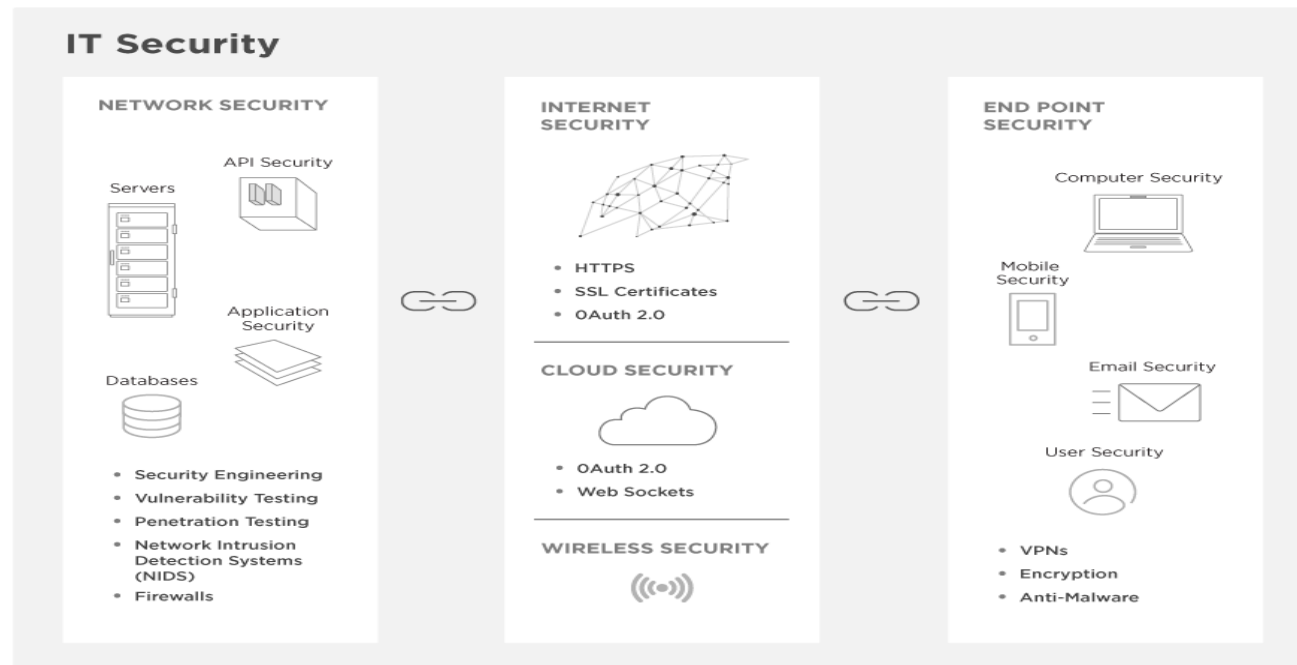 IT Security
NETWORK SECURITY
API Security
Servers
Application
Security
Databases
• Security Engineering
• Vulnerability Testing
• Penetration Testing
• Network Intrusion
Detection Systems
(NIDS)
• Firewalls
INTERNET
SECURITY
• HTTPS
• SSL Certificates
• 0Auth 2.0
CLOUD SECURITY
• 0Auth 2.0
• Web Sockets
WIRELESS SECURITY
END POINT
SECURITY
Computer Security
Mobile
Security
Email Security
User Security
• VPNs
• Encryption
• Anti-Malware